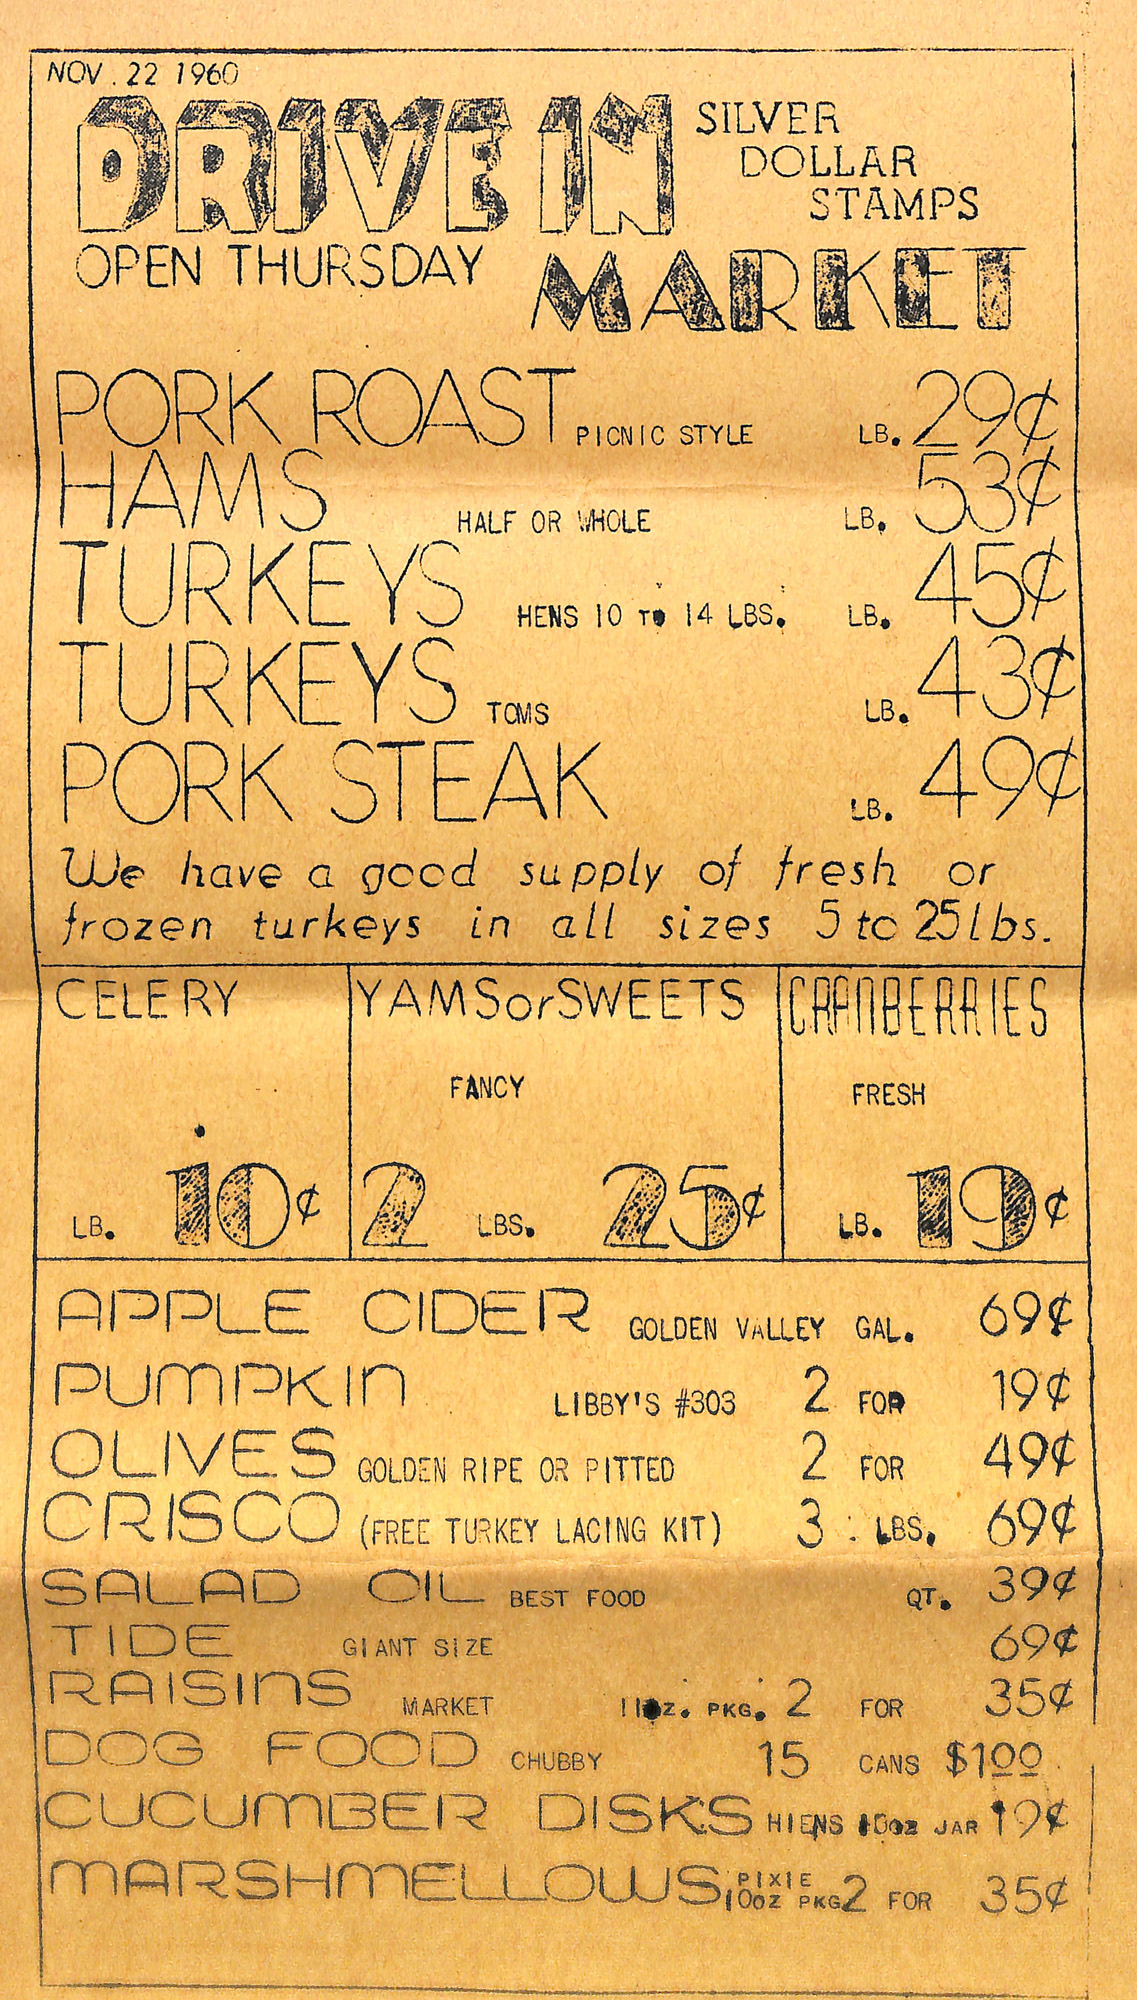 NOV. 22 1960
DRIVE IN
SILVER
DOLLAR
STAMPS
OPEN THURSDAY
MARKET
PORK ROAST PICNIC STYLE LB. 29¢
HAMS HALF OR WHOLE LB. 53¢
TURKEYS HENS 10 TO 14 LBS. LB. 45¢
TURKEYS TOMS LB. 43¢
PORK STEAK LB. 49¢
We have a good supply of fresh or
frozen turkeys in all sizes 5 to 25 lbs.
CELERY
LB. 10¢
YAMS or SWEETS
FANCY
2 LBS. 25¢
CRANBERRIES
FRESH
LB. 19¢
APPLE CIDER GOLDEN VALLEY GAL. 69¢
PUMPKIN LIBBY'S #303 2 FOR 19¢
OLIVES GOLDEN RIPE OR PITTED 2 FOR 49¢
CRISCO (FREE TURKEY LACING KIT) 3 LBS. 69¢
SALAD OIL BEST FOOD QT. 39¢
TIDE GIANT SIZE 69¢
RAISINS MARKET 11oz. PKG. 2 FOR 35¢
DOG FOOD CHUBBY 15 CANS $1.00
CUCUMBER DISKS JAR 19¢
MARSHMELLOWS PIXIE 10oz PKG 2 FOR 35¢